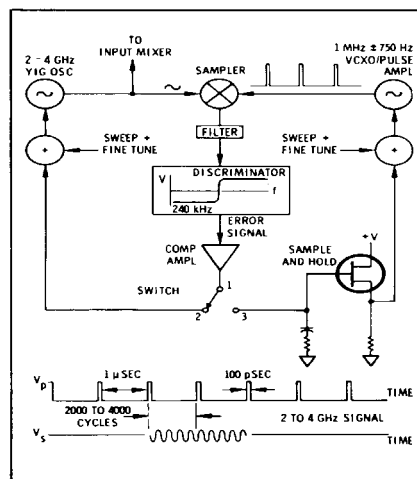 TO
INPUT MIXER
2 – 4 GHz
YIG OSC
SAMPLER
1 MHz ± 750 Hz
VCXO/PULSE
AMPL
FILTER
SWEEP +
FINE TUNE
SWEEP +
FINE TUNE
DISCRIMINATOR
V
f
240 kHz
ERROR
SIGNAL
COMP
AMPL
SAMPLE
AND HOLD
+V
SWITCH
1
2
3
1 µSEC
100 pSEC
Vp
TIME
2000 TO 4000
CYCLES
2 TO 4 GHz SIGNAL
Vs
TIME